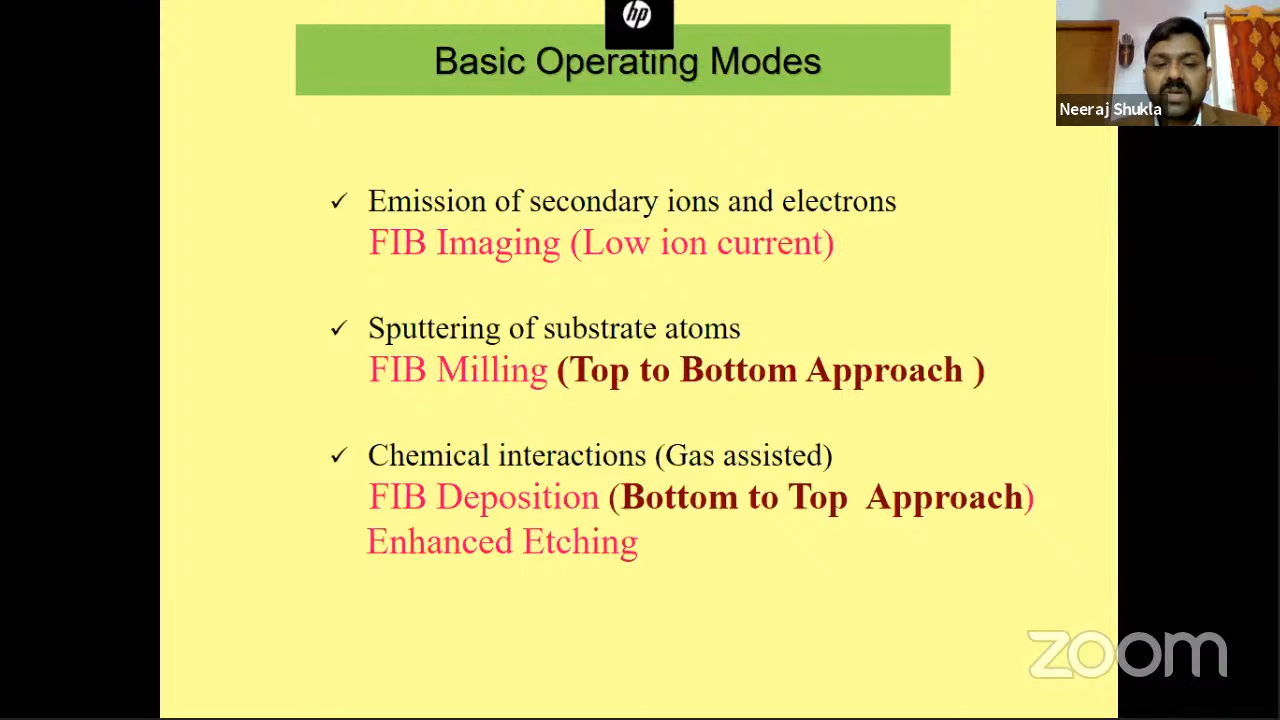 hp
Basic Operating Modes
Neeraj Shukla
✓ Emission of secondary ions and electrons
FIB Imaging (Low ion current)
✓ Sputtering of substrate atoms
FIB Milling (Top to Bottom Approach )
✓ Chemical interactions (Gas assisted)
FIB Deposition (Bottom to Top Approach)
Enhanced Etching
zoom